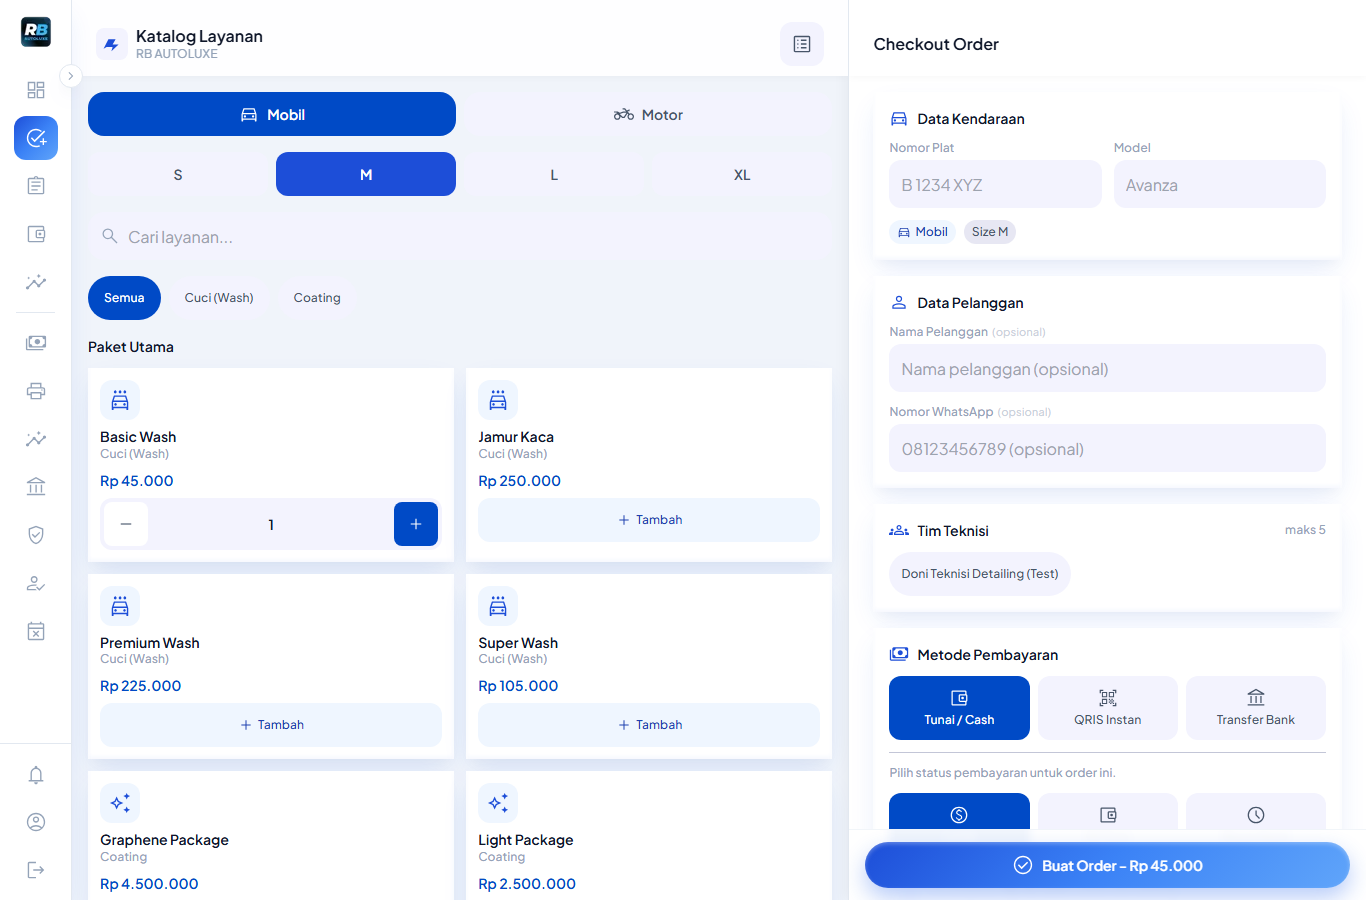 RB
AUTOLUXE
Katalog Layanan
RB AUTOLUXE
Mobil
Motor
S
M
L
XL
Cari layanan...
Semua
Cuci (Wash)
Coating
Paket Utama
Basic Wash
Cuci (Wash)
Rp 45.000
1
Jamur Kaca
Cuci (Wash)
Rp 250.000
Tambah
Premium Wash
Cuci (Wash)
Rp 225.000
Tambah
Super Wash
Cuci (Wash)
Rp 105.000
Tambah
Graphene Package
Coating
Rp 4.500.000
Light Package
Coating
Rp 2.500.000
Checkout Order
Data Kendaraan
Nomor Plat
Model
B 1234 XYZ
Avanza
Mobil
Size M
Data Pelanggan
Nama Pelanggan (opsional)
Nama pelanggan (opsional)
Nomor WhatsApp (opsional)
08123456789 (opsional)
Tim Teknisi
maks 5
Doni Teknisi Detailing (Test)
Metode Pembayaran
Tunai / Cash
QRIS Instan
Transfer Bank
Pilih status pembayaran untuk order ini.
Buat Order - Rp 45.000